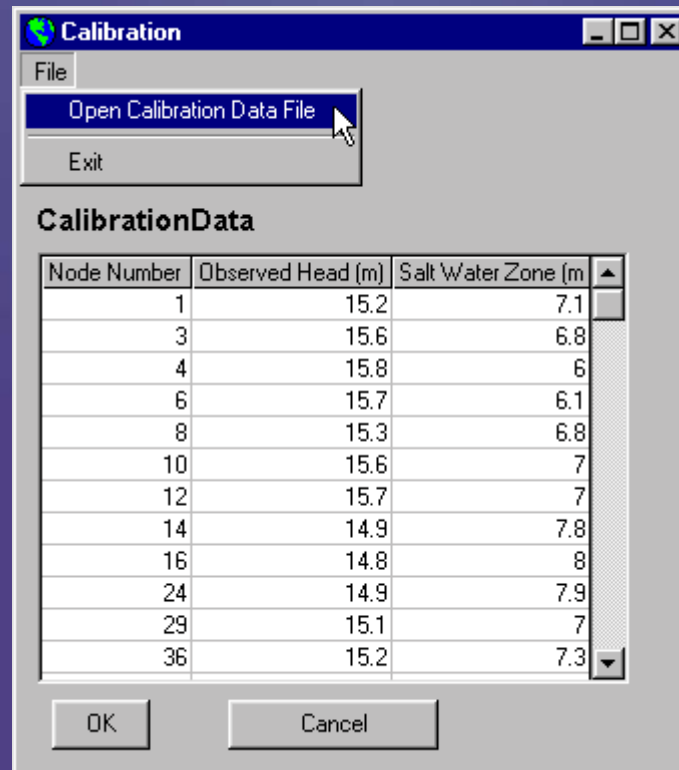 Calibration
File
Open Calibration Data File
Exit
CalibrationData
Node Number Observed Head (m) Salt Water Zone (m
1 15.2 7.1
3 15.6 6.8
4 15.8 6
6 15.7 6.1
8 15.3 6.8
10 15.6 7
12 15.7 7
14 14.9 7.8
16 14.8 8
24 14.9 7.9
29 15.1 7
36 15.2 7.3
OK Cancel